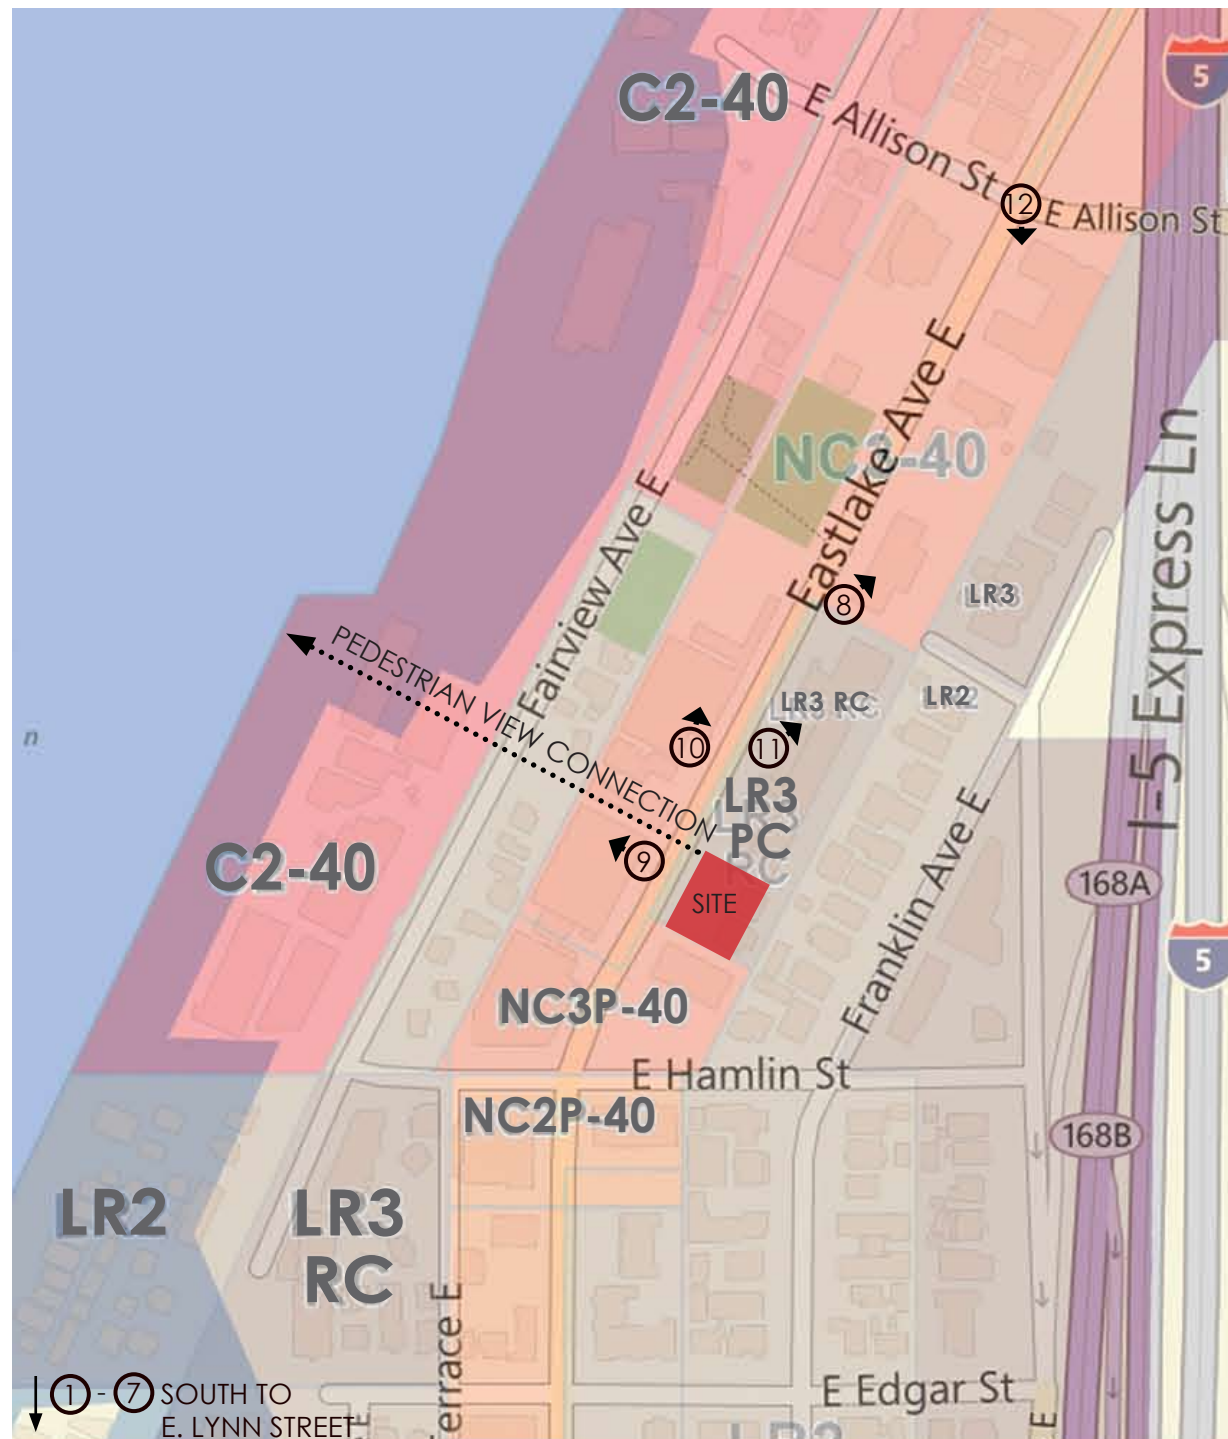 C2-40
5
E Allison St
12
E Allison St
Eastlake Ave E
NC3-40
I-5 Express Ln
Fairview Ave E
8
LR3
PEDESTRIAN VIEW CONNECTION
LR3 RC
LR2
n
10
11
LR3
PC
RC
C2-40
9
168A
SITE
Franklin Ave E
5
NC3P-40
E Hamlin St
NC2P-40
168B
LR2
LR3
RC
errace E
1 - 7 SOUTH TO
E. LYNN STREET
E Edgar St
E
E
LR2